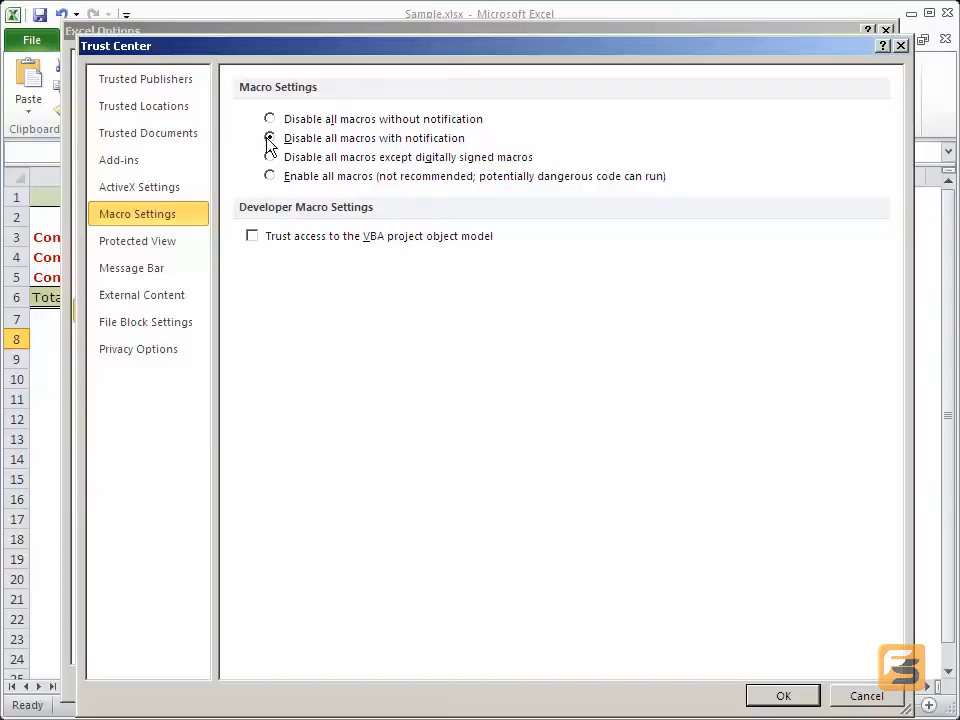 Sample.xlsx - Microsoft Excel
Excel Options
File
Trust Center
Paste
Clipboard
Trusted Publishers
Trusted Locations
Trusted Documents
Add-ins
ActiveX Settings
Macro Settings
Protected View
Message Bar
External Content
File Block Settings
Privacy Options
Macro Settings
Disable all macros without notification
Disable all macros with notification
Disable all macros except digitally signed macros
Enable all macros (not recommended; potentially dangerous code can run)
Developer Macro Settings
Trust access to the VBA project object model
1
2
3 Con
4 Con
5 Con
6 Tota
7
8
9
10
11
12
13
14
15
16
17
18
19
20
21
22
23
24
Ready
OK
Cancel